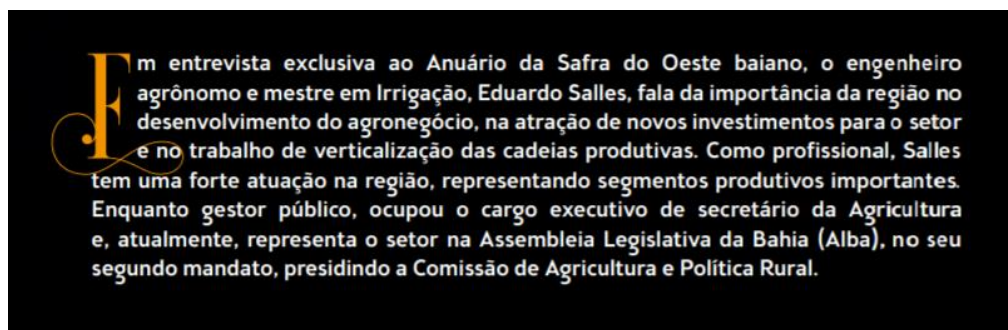 Em entrevista exclusiva ao Anuário da Safra do Oeste baiano, o engenheiro
agrônomo e mestre em Irrigação, Eduardo Salles, fala da importância da região no
desenvolvimento do agronegócio, na atração de novos investimentos para o setor
e no trabalho de verticalização das cadeias produtivas. Como profissional, Salles
tem uma forte atuação na região, representando segmentos produtivos importantes.
Enquanto gestor público, ocupou o cargo executivo de secretário da Agricultura
e, atualmente, representa o setor na Assembleia Legislativa da Bahia (Alba), no seu
segundo mandato, presidindo a Comissão de Agricultura e Política Rural.